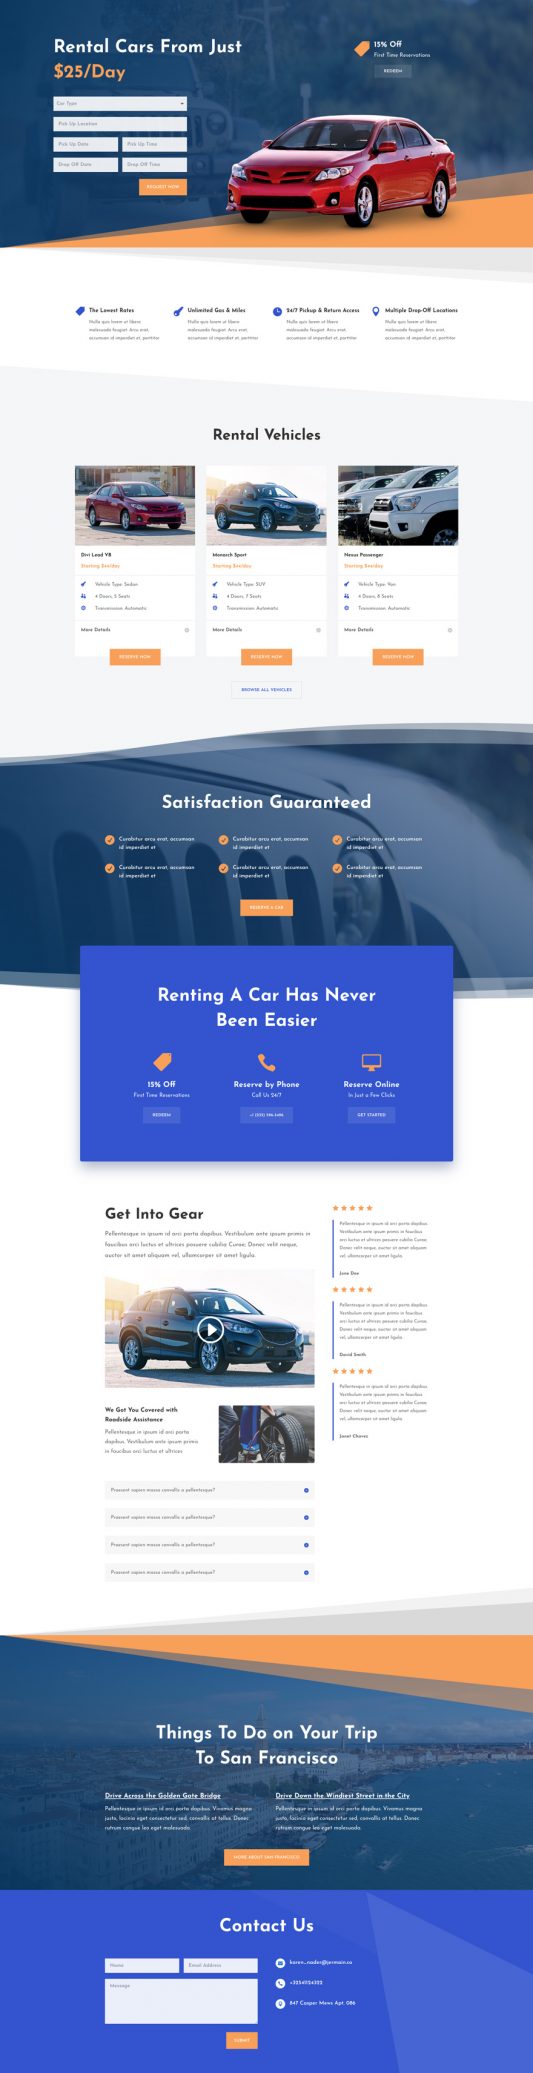 Rental Cars From Just
$25/Day
15% Off
First Time Reservations
REDEEM
Car Type
Pick Up Location
Pick Up Date
Pick Up Time
Drop Off Date
Drop Off Time
REQUEST NOW
The Lowest Rates
Nulla quis lorem ut libero
malesuada feugiat. Arcu erat,
accumsan id imperdiet et, porttitor
Unlimited Gas & Miles
Nulla quis lorem ut libero
malesuada feugiat. Arcu erat,
accumsan id imperdiet et, porttitor
24/7 Pickup & Return Access
Nulla quis lorem ut libero
malesuada feugiat. Arcu erat,
accumsan id imperdiet et, porttitor
Multiple Drop-Off Locations
Nulla quis lorem ut libero
malesuada feugiat. Arcu erat,
accumsan id imperdiet et, porttitor
Rental Vehicles
Divi Lead V8
Vehicle Type: Sedan
4 Doors, 5 Seats
Transmission: Automatic
More Details
RESERVE NOW
Monarch Sport
Vehicle Type: SUV
4 Doors, 7 Seats
Transmission: Automatic
More Details
RESERVE NOW
Nexus Passenger
Vehicle Type: Van
4 Doors, 8 Seats
Transmission: Automatic
More Details
RESERVE NOW
BROWSE ALL VEHICLES
Satisfaction Guaranteed
Curabitur arcu erat, accumsan
id imperdiet et
Curabitur arcu erat, accumsan
id imperdiet et
Curabitur arcu erat, accumsan
id imperdiet et
Curabitur arcu erat, accumsan
id imperdiet et
Curabitur arcu erat, accumsan
id imperdiet et
Curabitur arcu erat, accumsan
id imperdiet et
RESERVE A CAR
Renting A Car Has Never
Been Easier
15% Off
First Time Reservations
REDEEM
Reserve by Phone
Call Us 24/7
Reserve Online
In Just a Few Clicks
GET STARTED
Get Into Gear
Pellentesque in ipsum id orci porta dapibus. Vestibulum ante ipsum primis in
faucibus orci luctus et ultrices posuere cubilia Curae; Donec velit neque,
auctor sit amet aliquam vel, ullamcorper sit amet ligula.
We Got You Covered with
Roadside Assistance
Pellentesque in ipsum id orci porta
dapibus. Vestibulum ante ipsum primis
in faucibus orci luctus et ultrices
Praesent sapien massa convallis a pellentesque?
Praesent sapien massa convallis a pellentesque?
Praesent sapien massa convallis a pellentesque?
Praesent sapien massa convallis a pellentesque?
Pellentesque in ipsum id orci porta dapibus.
Vestibulum ante ipsum primis in faucibus
orci luctus et ultrices posuere cubilia Curae;
Donec velit neque, auctor sit amet aliquam
vel, ullamcorper sit amet ligula.
Jane Doe
Pellentesque in ipsum id orci porta dapibus.
Vestibulum ante ipsum primis in faucibus
orci luctus et ultrices posuere cubilia Curae;
Donec velit neque, auctor sit amet aliquam
vel, ullamcorper sit amet ligula.
David Smith
Pellentesque in ipsum id orci porta dapibus.
Vestibulum ante ipsum primis in faucibus
orci luctus et ultrices posuere cubilia Curae;
Donec velit neque, auctor sit amet aliquam
vel, ullamcorper sit amet ligula.
Janet Chavez
Things To Do on Your Trip
To San Francisco
Drive Across the Golden Gate Bridge
Pellentesque in ipsum id orci porta dapibus. Vivamus magna
justo, lacinia eget consectetur sed, convallis at tellus. Donec
rutrum congue leo eget malesuada.
Drive Down the Windiest Street in the City
Pellentesque in ipsum id orci porta dapibus. Vivamus magna
justo, lacinia eget consectetur sed, convallis at tellus. Donec
rutrum congue leo eget malesuada.
MORE ABOUT SAN FRANCISCO
Contact Us
Name
Email Address
Message
SUBMIT
karen_nader@jermain.co
+32541124322
847 Casper Mews Apt. 086